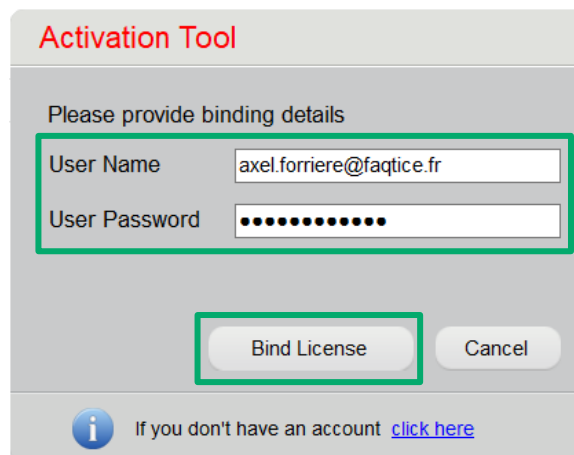 Activation Tool
Please provide binding details
User Name axel.forriere@faqtice.fr
User Password ●●●●●●●●●●●●
Bind License Cancel
If you don't have an account click here